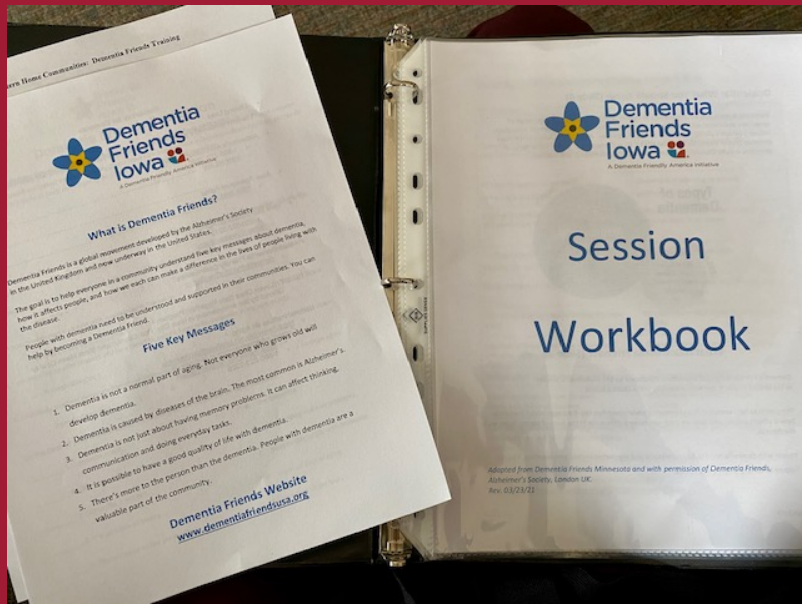 ern Home Communities: Dementia Friends Training
Dementia
Friends
Iowa
A Dementia Friendly America Initiative
What is Dementia Friends?
Dementia Friends is a global movement developed by the Alzheimer's Society
in the United Kingdom and now underway in the United States.
The goal is to help everyone in a community understand five key messages about dementia,
how it affects people, and how we each can make a difference in the lives of people living with
the disease.
People with dementia need to be understood and supported in their communities. You can
help by becoming a Dementia Friend.
Five Key Messages
1. Dementia is not a normal part of aging. Not everyone who grows old will
develop dementia.
2. Dementia is caused by diseases of the brain. The most common is Alzheimer's.
3. Dementia is not just about having memory problems. It can affect thinking,
communication and doing everyday tasks.
4. It is possible to have a good quality of life with dementia.
5. There's more to the person than the dementia. People with dementia are a
valuable part of the community.
Dementia Friends Website
www.dementiafriendsusa.org
Dementia
Friends
Iowa
A Dementia Friendly America Initiative
Session
Workbook
Adapted from Dementia Friends Minnesota and with permission of Dementia Friends,
Alzheimer's Society, London UK.
Rev. 03/23/21